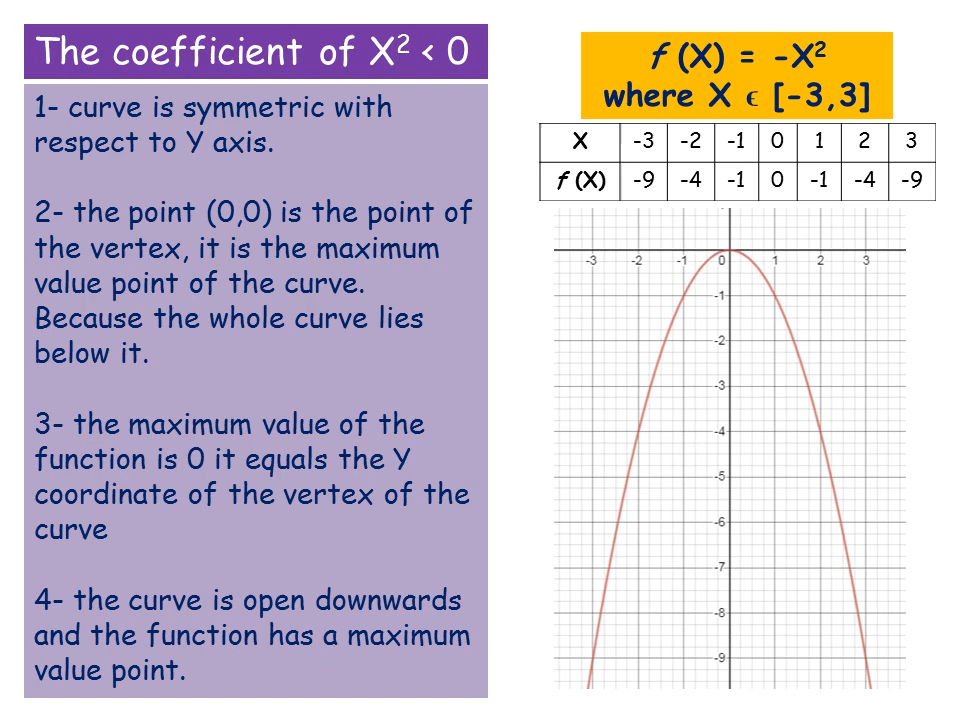 The coefficient of X² < 0
1- curve is symmetric with
respect to Y axis.
2- the point (0,0) is the point of
the vertex, it is the maximum
value point of the curve.
Because the whole curve lies
below it.
3- the maximum value of the
function is 0 it equals the Y
coordinate of the vertex of the
curve
4- the curve is open downwards
and the function has a maximum
value point.
f (X) = -X²
where X ϵ [-3,3]
X -3 -2 -1 0 1 2 3
f (X) -9 -4 -1 0 -1 -4 -9
-3 -2 -1 0 1 2 3
-1
-2
-3
-4
-5
-6
-7
-8
-9